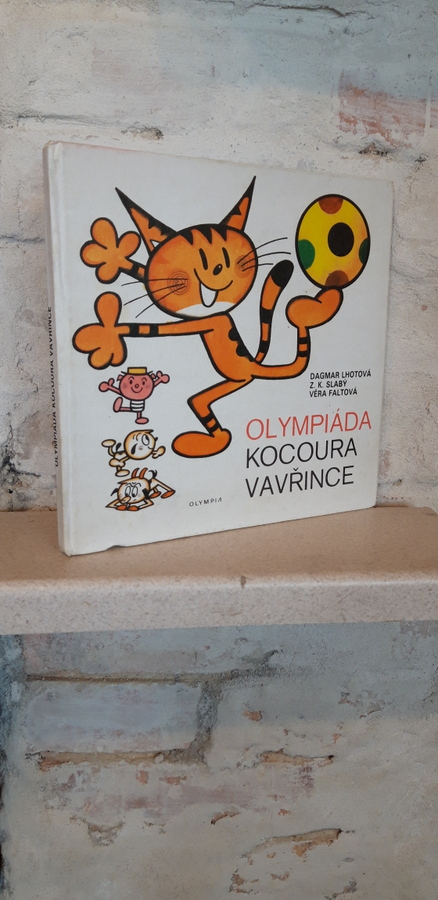 OLYMPIÁDA KOCOURA VAVŘINCE
DAGMAR LHOTOVÁ
Z. K. SLABÝ
VĚRA FALTOVÁ
OLYMPIÁDA
KOCOURA
VAVŘINCE
OLYMPIA